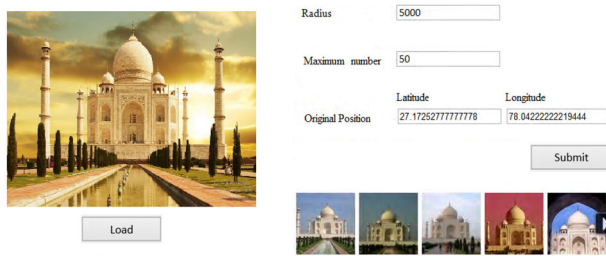 Radius 5000
Maximum number 50
Latitude Longitude
Original Position 27.17252777777778 78.04222222219444
Submit
Load